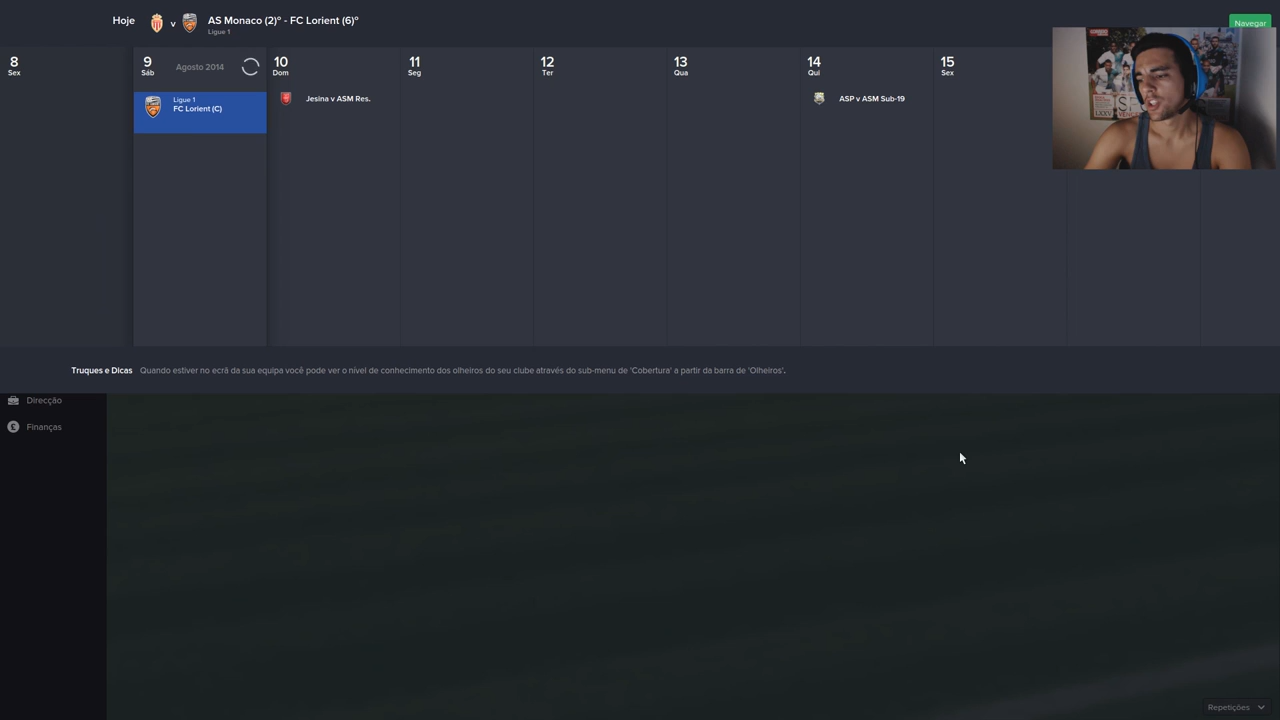 Hoje
v
AS Monaco (2)º - FC Lorient (6)º
Ligue 1
Navegar
8
Sex
9
Sáb
Agosto 2014
10
Dom
11
Seg
12
Ter
13
Qua
14
Qui
15
Sex
Ligue 1
FC Lorient (C)
Jesina v ASM Res.
ASP v ASM Sub-19
Truques e Dicas
Quando estiver no ecrã da sua equipa você pode ver o nível de conhecimento dos olheiros do seu clube através do sub-menu de 'Cobertura' a partir da barra de 'Olheiros'.
Direcção
Finanças
Repetições